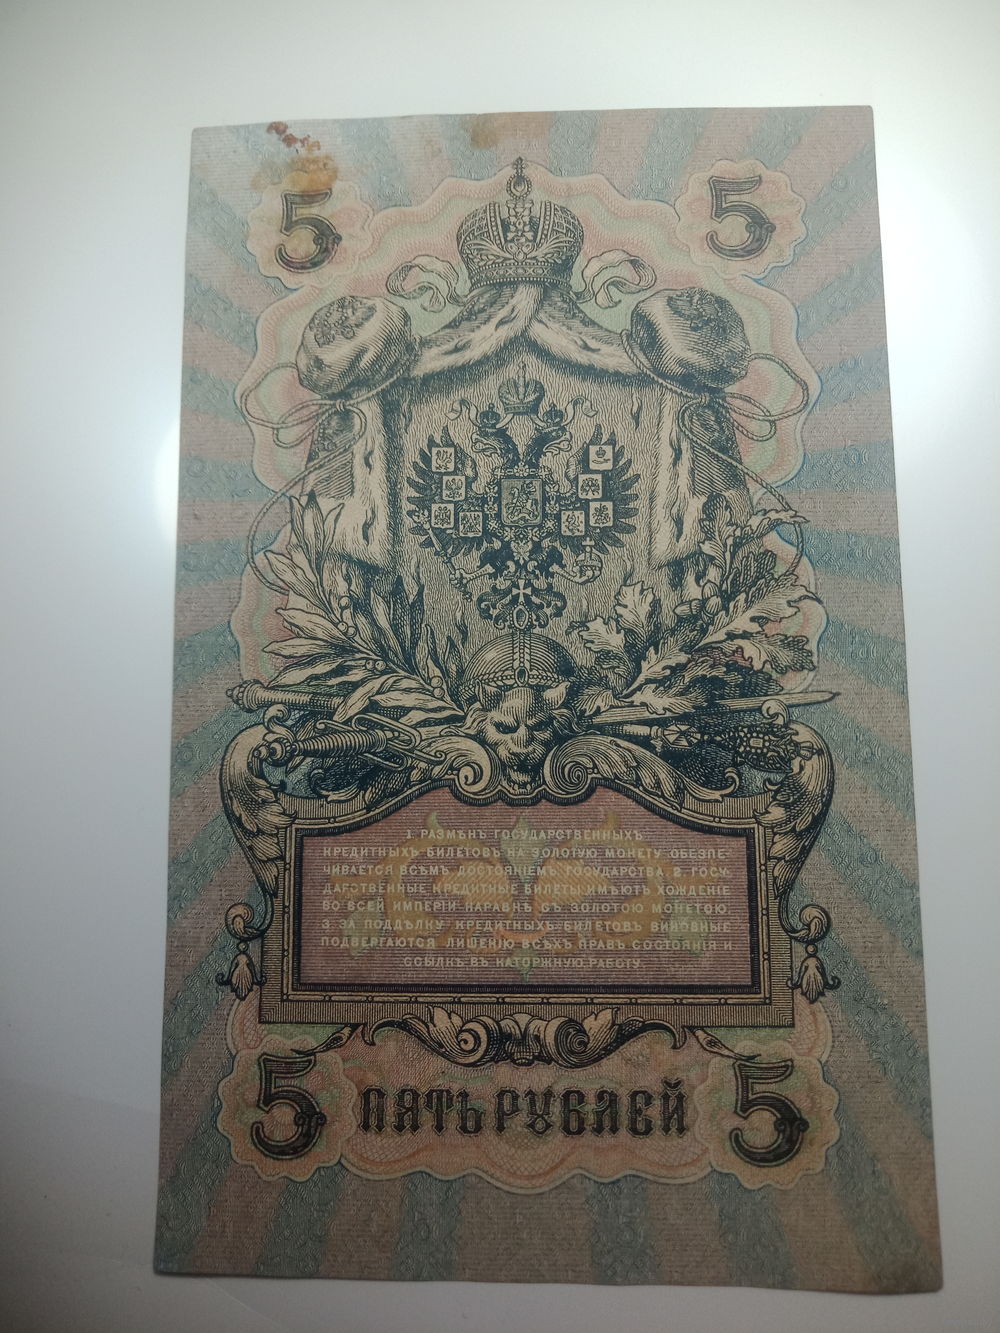 5 5
1. РАЗМѢНЪ ГОСУДАРСТВЕННЫХЪ
КРЕДИТНЫХЪ БИЛЕТОВЪ НА ЗОЛОТУЮ МОНЕТУ ОБЕЗПЕ-
ЧИВАЕТСЯ ВСѢМЪ ДОСТОЯНІЕМЪ ГОСУДАРСТВА. 2. ГОСУ-
ДАРСТВЕННЫЕ КРЕДИТНЫЕ БИЛЕТЫ ИМѢЮТЪ ХОЖДЕНІЕ
ВО ВСЕЙ ИМПЕРІИ НАРАВНѢ СЪ ЗОЛОТОЮ МОНЕТОЮ.
3. ЗА ПОДДѢЛКУ КРЕДИТНЫХЪ БИЛЕТОВЪ ВИНОВНЫЕ
ПОДВЕРГАЮТСЯ ЛИШЕНІЮ ВСѢХЪ ПРАВЪ СОСТОЯНІЯ И
ССЫЛКѢ ВЪ КАТОРЖНУЮ РАБОТУ.
5 ПЯТЬ РУБЛЕЙ 5